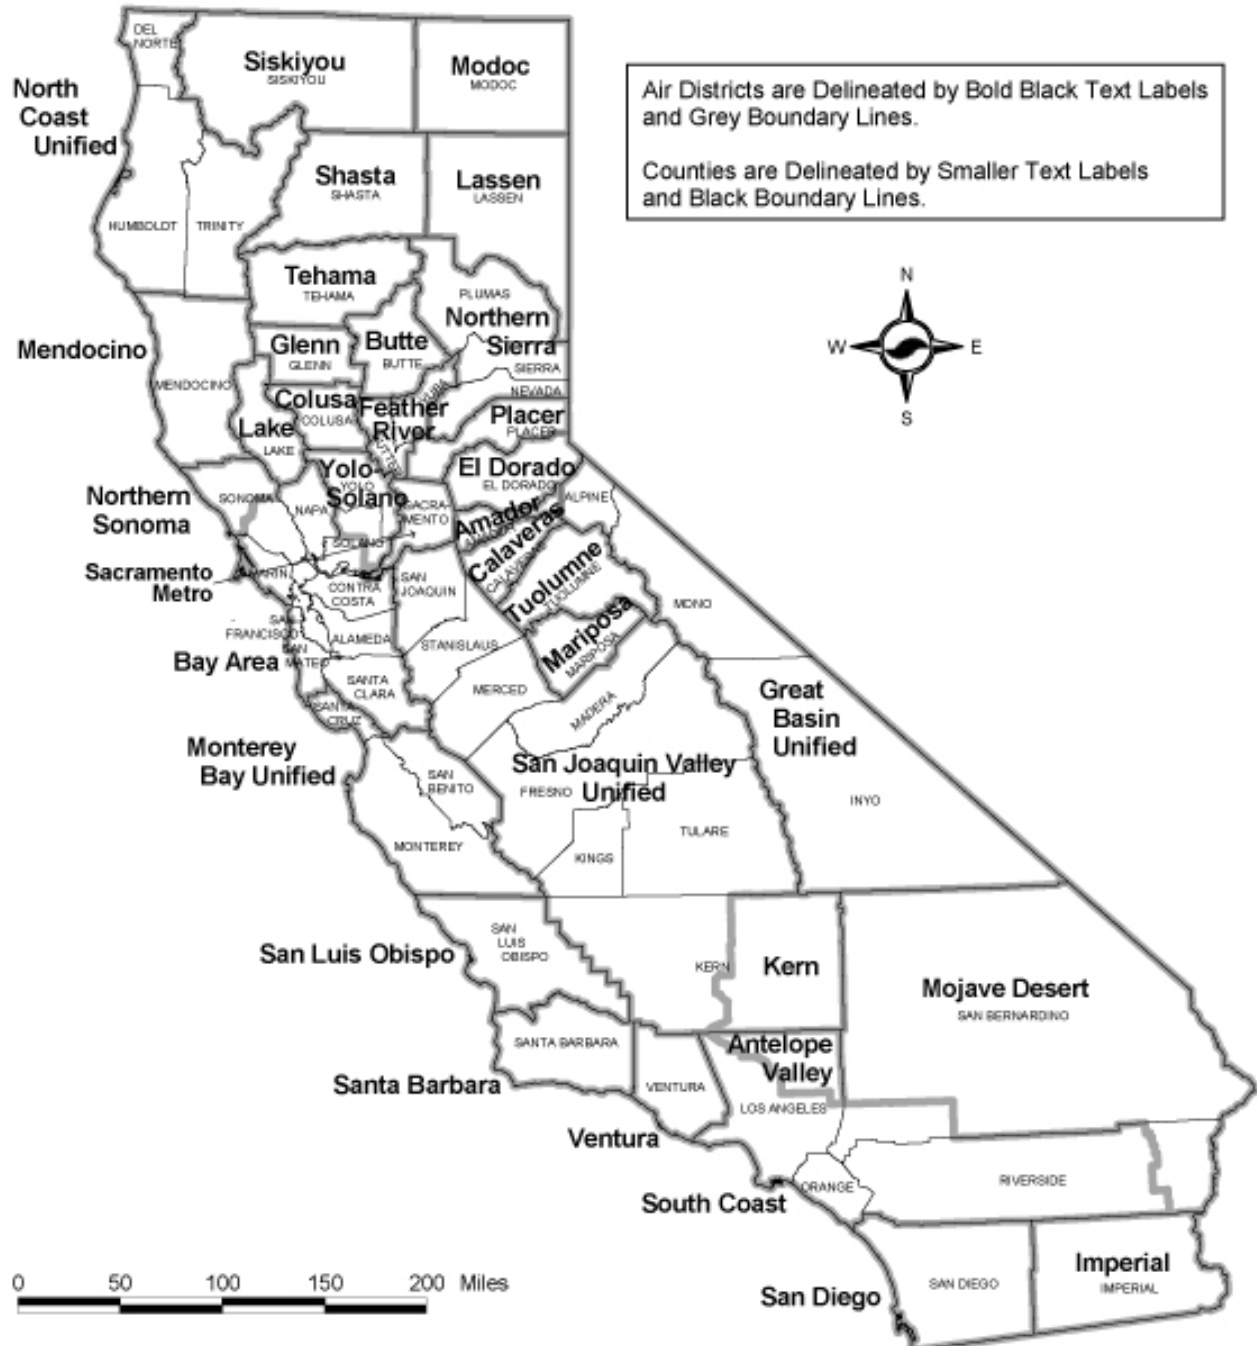 DEL
NORTE
Siskiyou
SISKIYOU
Modoc
MODOC
North
Coast
Unified
Air Districts are Delineated by Bold Black Text Labels
and Grey Boundary Lines.
Counties are Delineated by Smaller Text Labels
and Black Boundary Lines.
Shasta
SHASTA
Lassen
LASSEN
HUMBOLDT
TRINITY
Tehama
TEHAMA
PLUMAS
Northern
Sierra
SIERRA
N
W
E
S
Mendocino
MENDOCINO
Glenn
GLENN
Butte
BUTTE
YUBA
NEVADA
Colusa
COLUSA
Feather
River
Placer
PLACER
Lake
LAKE
Yolo-
YOLO
Solano
SOLANO
El Dorado
EL DORADO
ALPINE
Northern
Sonoma
SONOMA
NAPA
SACRA-
MENTO
Amador
Calaveras
CALAVERAS
Tuolumne
TUOLUMNE
Sacramento
Metro
MARIN
CONTRA
COSTA
SAN
JOAQUIN
Mariposa
MARIPOSA
MONO
SAN
FRANCISCO
ALAMEDA
STANISLAUS
Bay Area
SAN
MATEO
SANTA
CLARA
MERCED
MADERA
Great
Basin
Unified
SANTA
CRUZ
Monterey
Bay Unified
SAN
BENITO
San Joaquin Valley
Unified
FRESNO
INYO
MONTEREY
KINGS
TULARE
San Luis Obispo
SAN
LUIS
OBISPO
KERN
Kern
Mojave Desert
SAN BERNARDINO
Santa Barbara
SANTA BARBARA
Antelope
Valley
VENTURA
LOS ANGELES
Ventura
South Coast
ORANGE
RIVERSIDE
San Diego
SAN DIEGO
Imperial
IMPERIAL
0 50 100 150 200 Miles